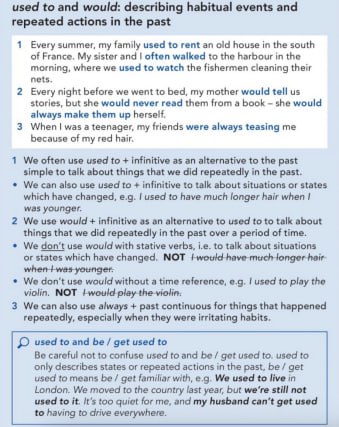 used to and would: describing habitual events and
repeated actions in the past
1 Every summer, my family used to rent an old house in the south
of France. My sister and I often walked to the harbour in the
morning, where we used to watch the fishermen cleaning their
nets.
2 Every night before we went to bed, my mother would tell us
stories, but she would never read them from a book – she would
always make them up herself.
3 When I was a teenager, my friends were always teasing me
because of my red hair.
1 We often use used to + infinitive as an alternative to the past
simple to talk about things that we did repeatedly in the past.
• We can also use used to + infinitive to talk about situations or states
which have changed, e.g. I used to have much longer hair when I
was younger.
2 We use would + infinitive as an alternative to used to to talk about
things that we did repeatedly in the past over a period of time.
• We don't use would with stative verbs, i.e. to talk about situations
or states which have changed. NOT I would have much longer hair
when I was younger.
• We don't use would without a time reference, e.g. I used to play the
violin. NOT I would play the violin.
3 We can also use always + past continuous for things that happened
repeatedly, especially when they were irritating habits.
used to and be / get used to
Be careful not to confuse used to and be / get used to. used to
only describes states or repeated actions in the past, be / get
used to means be / get familiar with, e.g. We used to live in
London. We moved to the country last year, but we're still not
used to it. It's too quiet for me, and my husband can't get used
to having to drive everywhere.